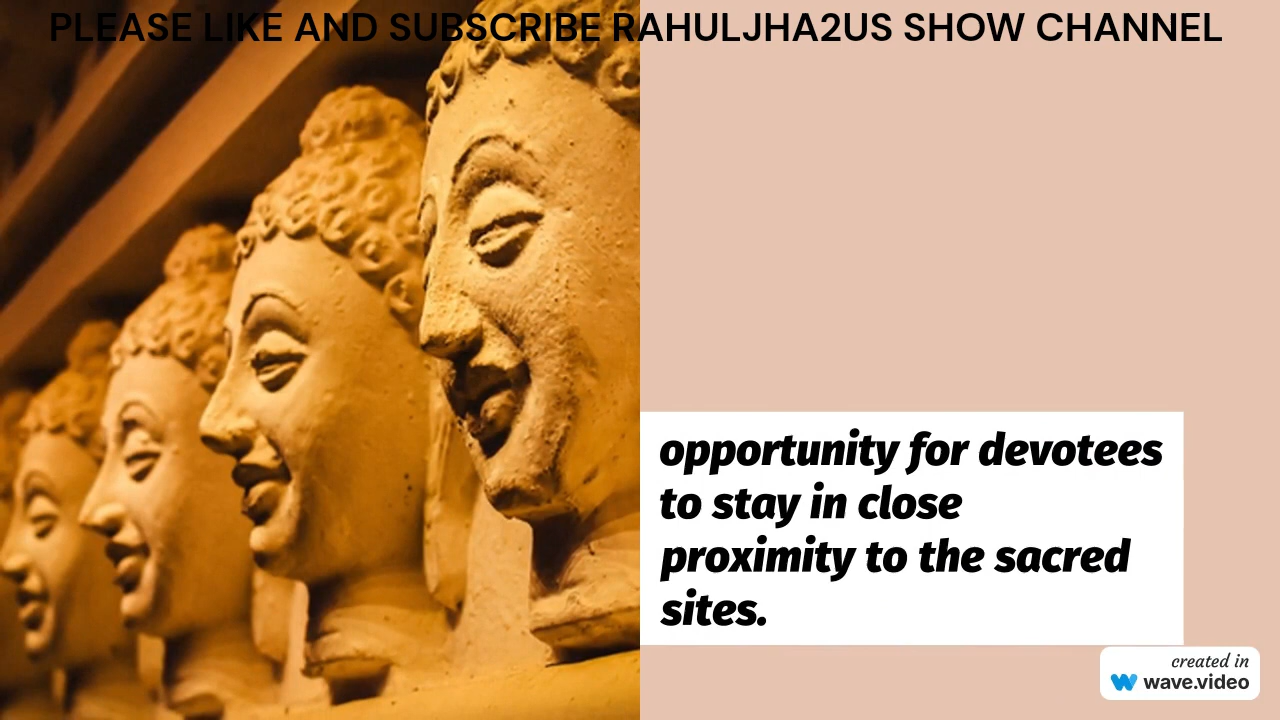 PLEASE LIKE AND SUBSCRIBE RAHULJHA2US SHOW CHANNEL
opportunity for devotees
to stay in close
proximity to the sacred
sites.
created in
wave.video